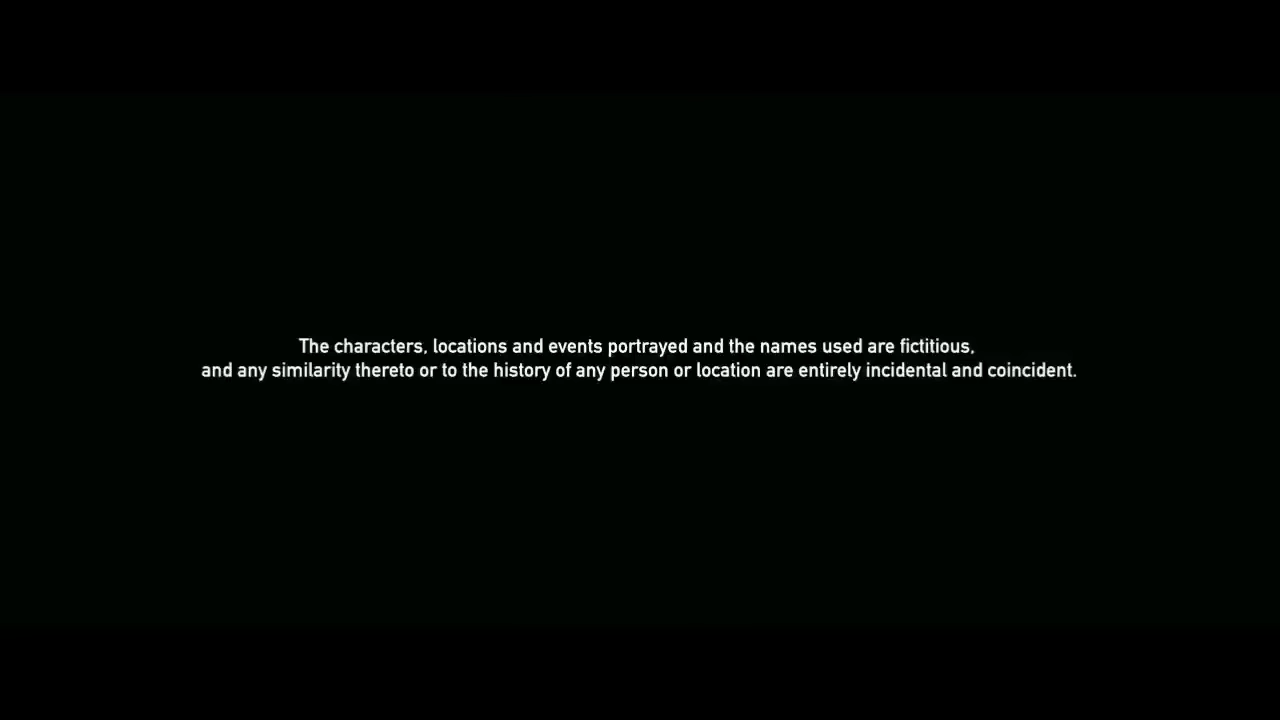 The characters, locations and events portrayed and the names used are fictitious,
and any similarity thereto or to the history of any person or location are entirely incidental and coincident.